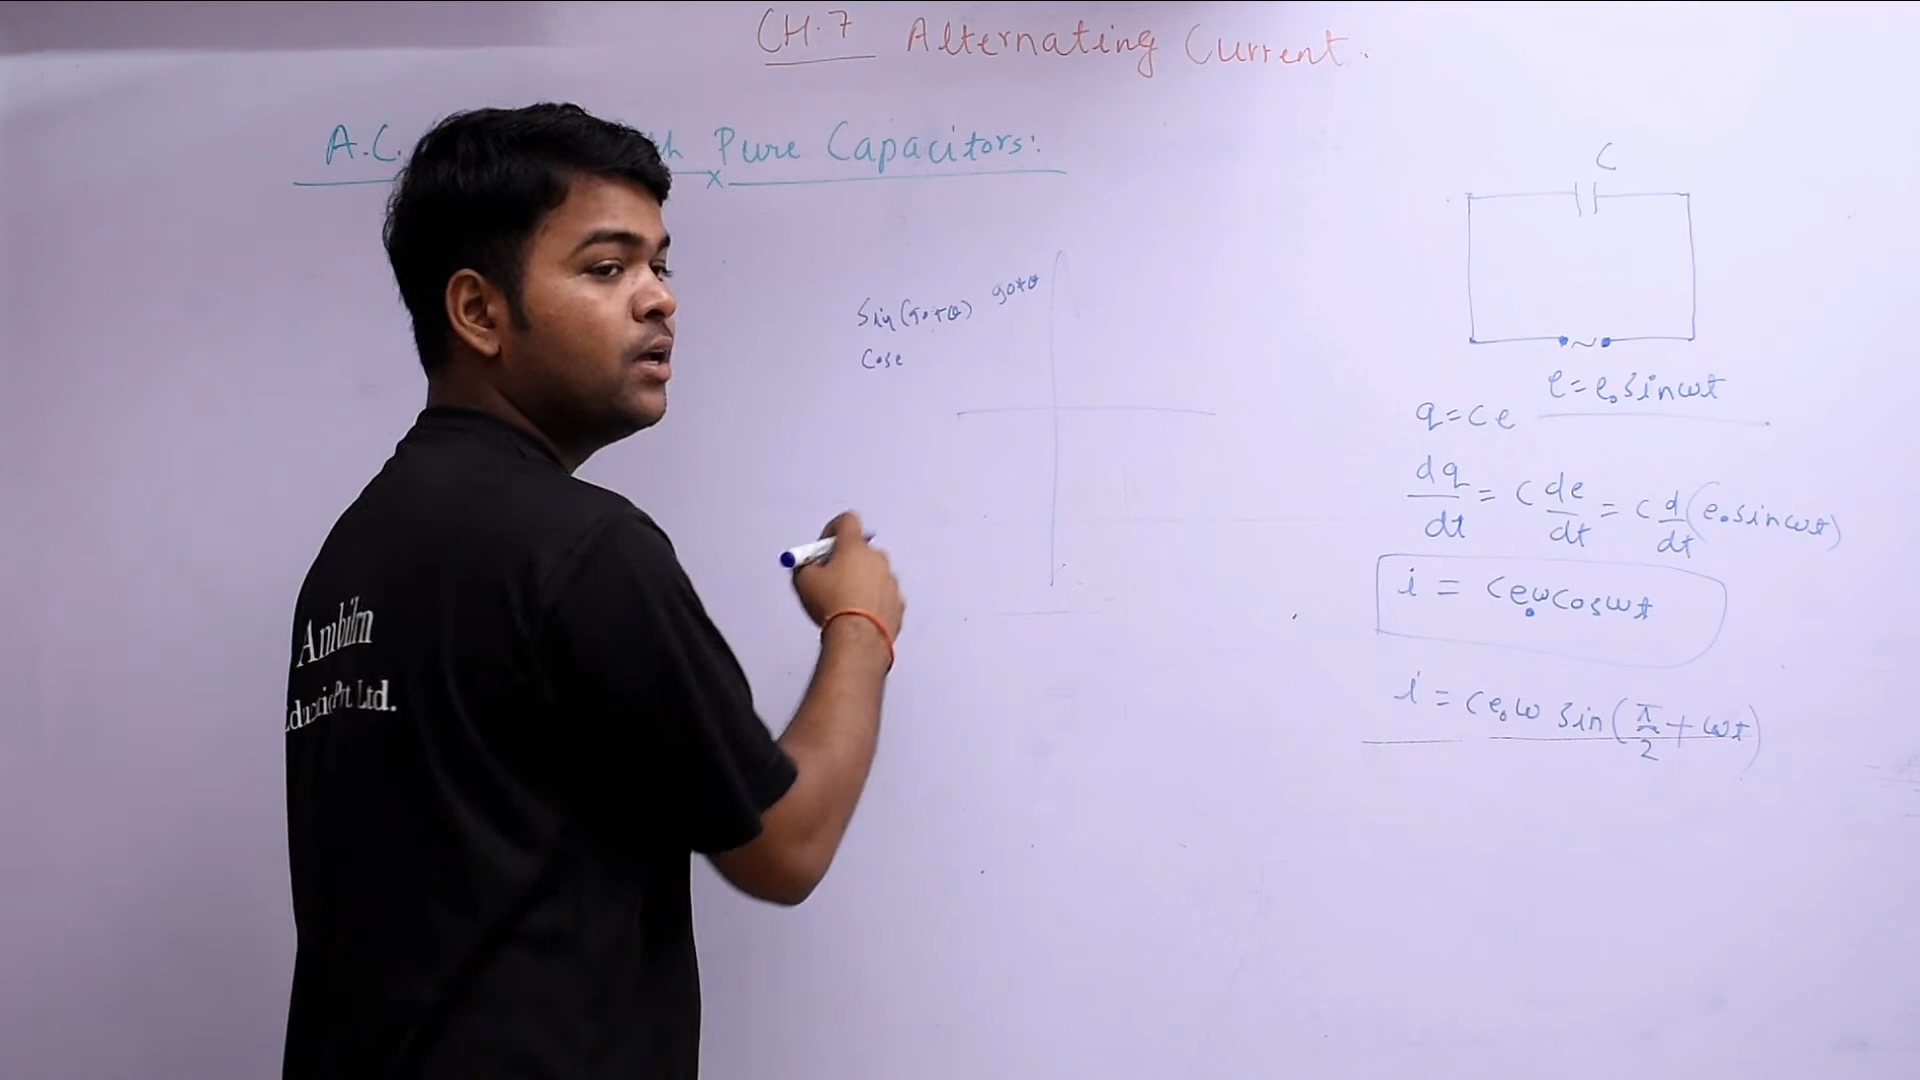 CH.7 Alternating Current.
A.C. Pure Capacitors:
C
Sin(90+θ) 90+θ
Cosθ
e=e₀sinωt
q=ce
dq/dt = C de/dt = C d/dt (e₀sinωt)
i = Ce₀ωcosωt
i = Ce₀ω Sin(π/2 + ωt)
Pvt Ltd.